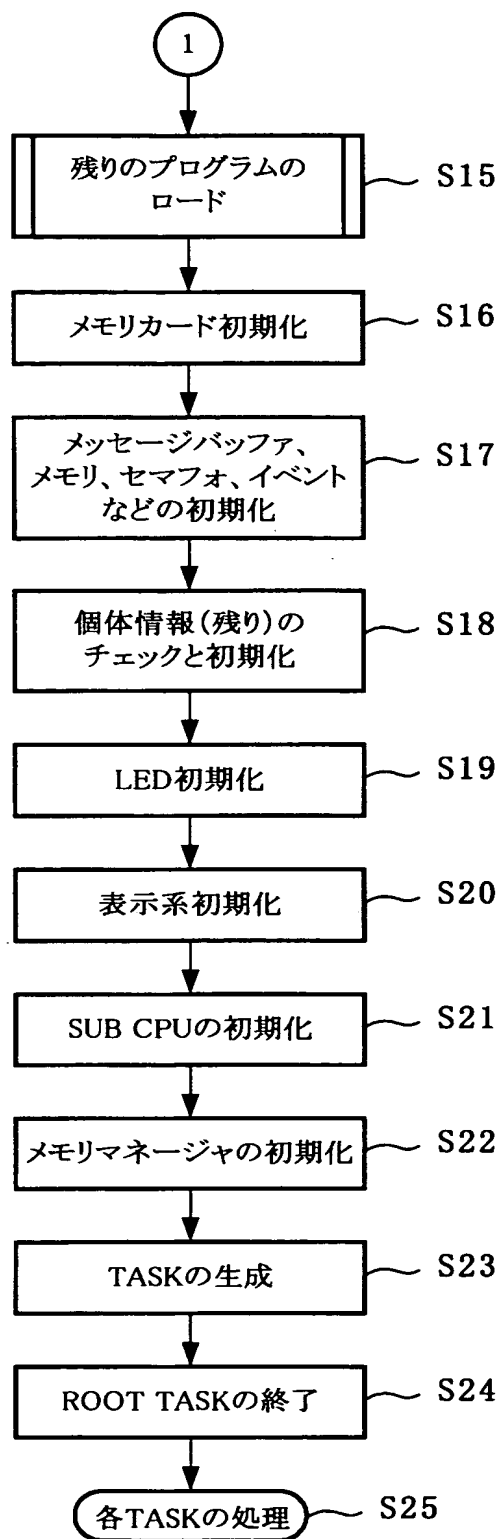 1
残りのプログラムの
ロード
S15
メモリカード初期化
S16
メッセージバッファ、
メモリ、セマフォ、イベント
などの初期化
S17
個体情報(残り)の
チェックと初期化
S18
LED初期化
S19
表示系初期化
S20
SUB CPUの初期化
S21
メモリマネージャの初期化
S22
TASKの生成
S23
ROOT TASKの終了
S24
各TASKの処理
S25